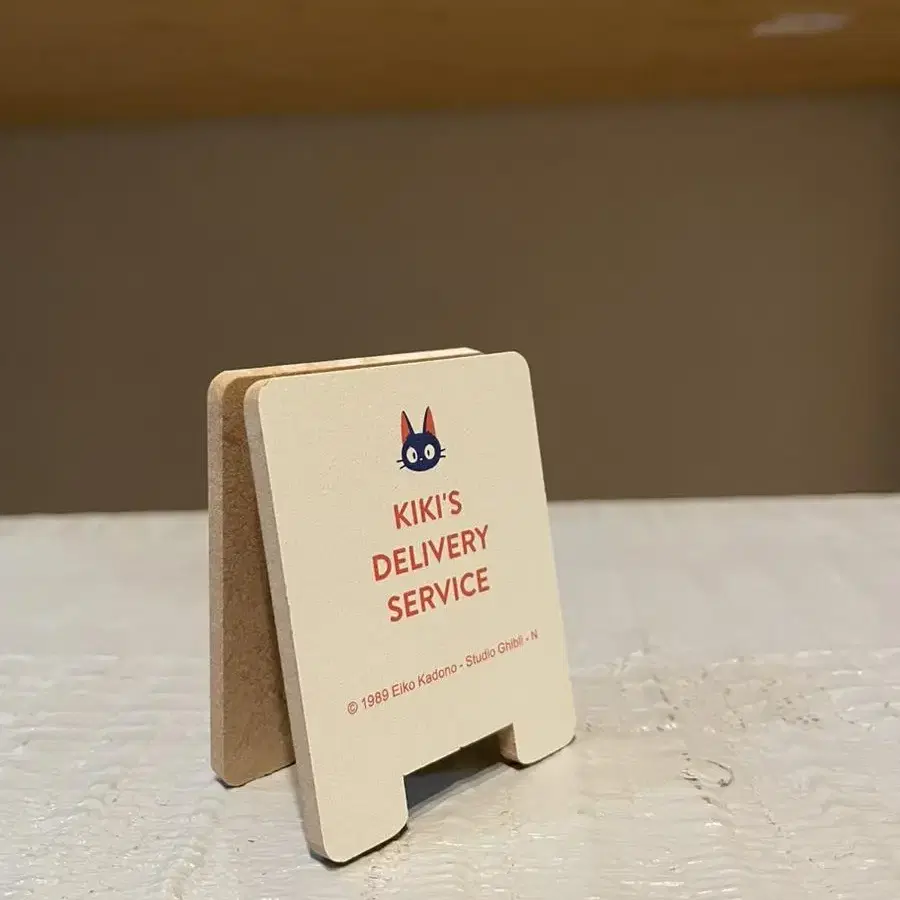 KIKI'S
DELIVERY
SERVICE
© 1989 Eiko Kadono - Studio Ghibli - N